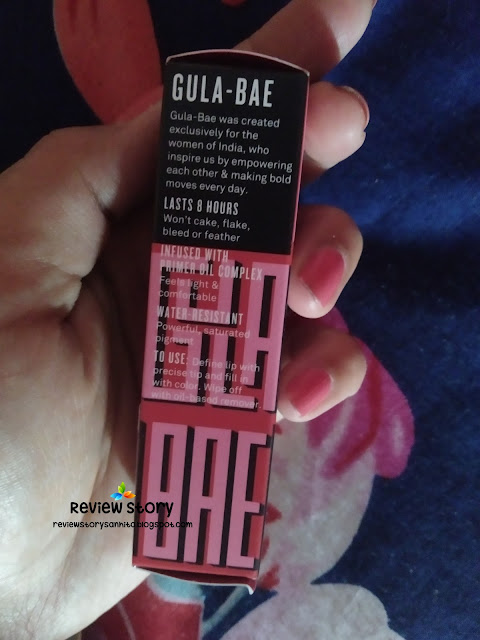 GULA-BAE
Gula-Bae was created
exclusively for the
women of India, who
inspire us by empowering
each other & making bold
moves every day.
LASTS 8 HOURS
Won't cake, flake,
bleed or feather
INFUSED WITH
PRIMER OIL COMPLEX
Feels light &
comfortable
WATER-RESISTANT
Powerful, saturated
pigment
TO USE: Define lip with
precise tip and fill in
with color. Wipe off
with oil-based remover.
BAE
Review Story
reviewstorysannita.blogspot.com